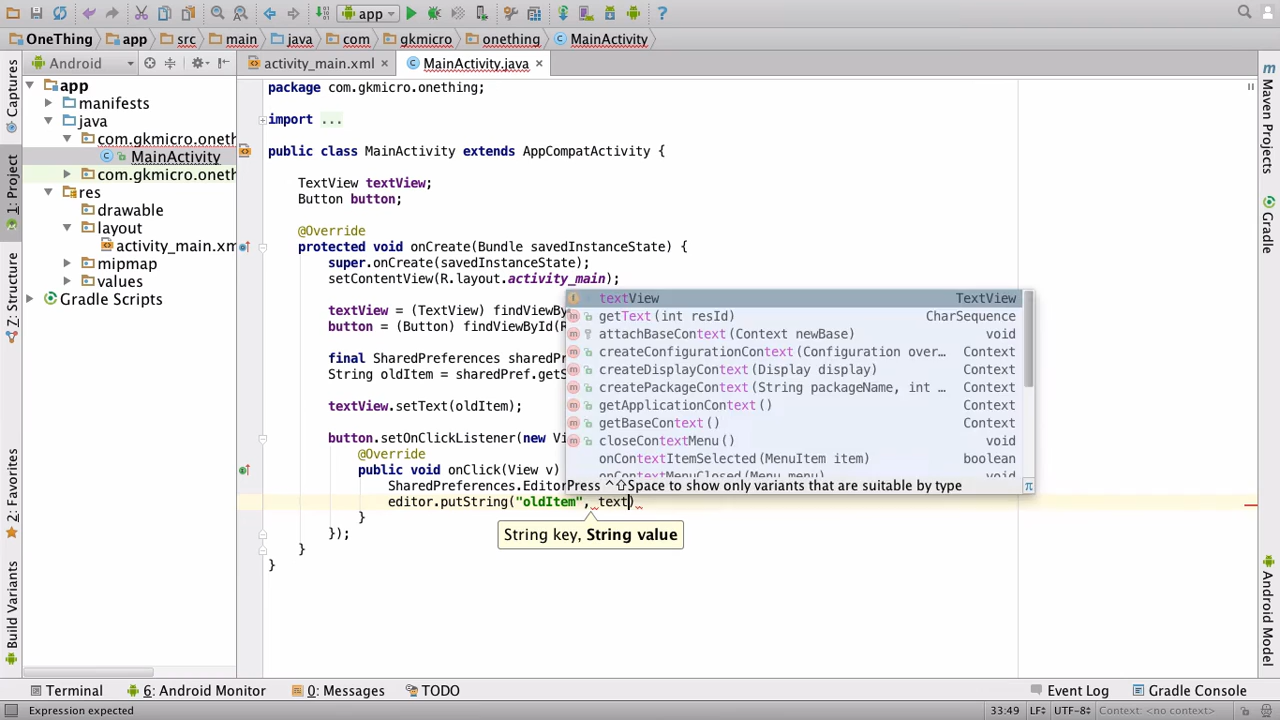 app
OneThing app src main java com gkmicro onething MainActivity
Android
activity_main.xml
MainActivity.java
Captures
1: Project
7: Structure
2: Favorites
Build Variants
app
manifests
java
com.gkmicro.oneth
MainActivity
com.gkmicro.oneth
res
drawable
layout
activity_main.xm
mipmap
values
Gradle Scripts
package com.gkmicro.onething;
import ...
public class MainActivity extends AppCompatActivity {
TextView textView;
Button button;
@Override
protected void onCreate(Bundle savedInstanceState) {
super.onCreate(savedInstanceState);
setContentView(R.layout.activity_main);
textView = (TextView) findViewBy
button = (Button) findViewById(R
final SharedPreferences sharedPr
String oldItem = sharedPref.getS
textView.setText(oldItem);
button.setOnClickListener(new Vi
@Override
public void onClick(View v)
SharedPreferences.Editor
editor.putString("oldItem", text)
}
});
}
}
textView TextView
getText(int resId) CharSequence
attachBaseContext(Context newBase) void
createConfigurationContext(Configuration over… Context
createDisplayContext(Display display) Context
createPackageContext(String packageName, int … Context
getApplicationContext() Context
getBaseContext() Context
closeContextMenu() void
onContextItemSelected(MenuItem item) boolean
onContextMenuClosed(Menu menu) void
Press ^⇧Space to show only variants that are suitable by type
String key, String value
Maven Projects
Gradle
Android Model
Terminal
6: Android Monitor
0: Messages
TODO
Event Log
Gradle Console
Expression expected
33:49 LF UTF-8 Context: <no context>